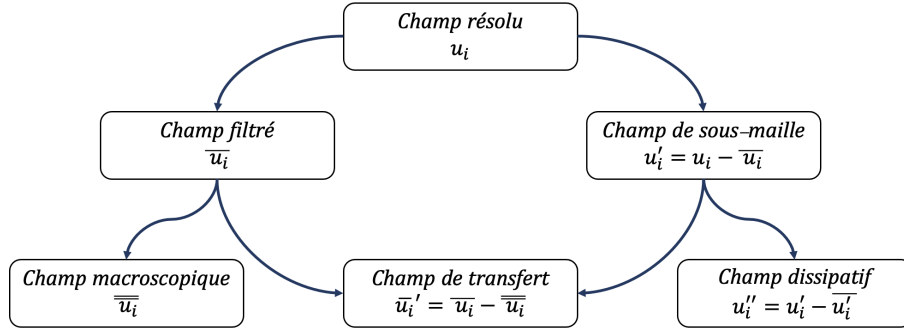 Champ résolu
u_i
Champ filtré
\overline{u_i}
Champ de sous-maille
u_i' = u_i - \overline{u_i}
Champ macroscopique
\overline{\overline{u_i}}
Champ de transfert
\overline{u}_i' = \overline{u_i} - \overline{\overline{u_i}}
Champ dissipatif
u_i'' = u_i' - \overline{u_i'}